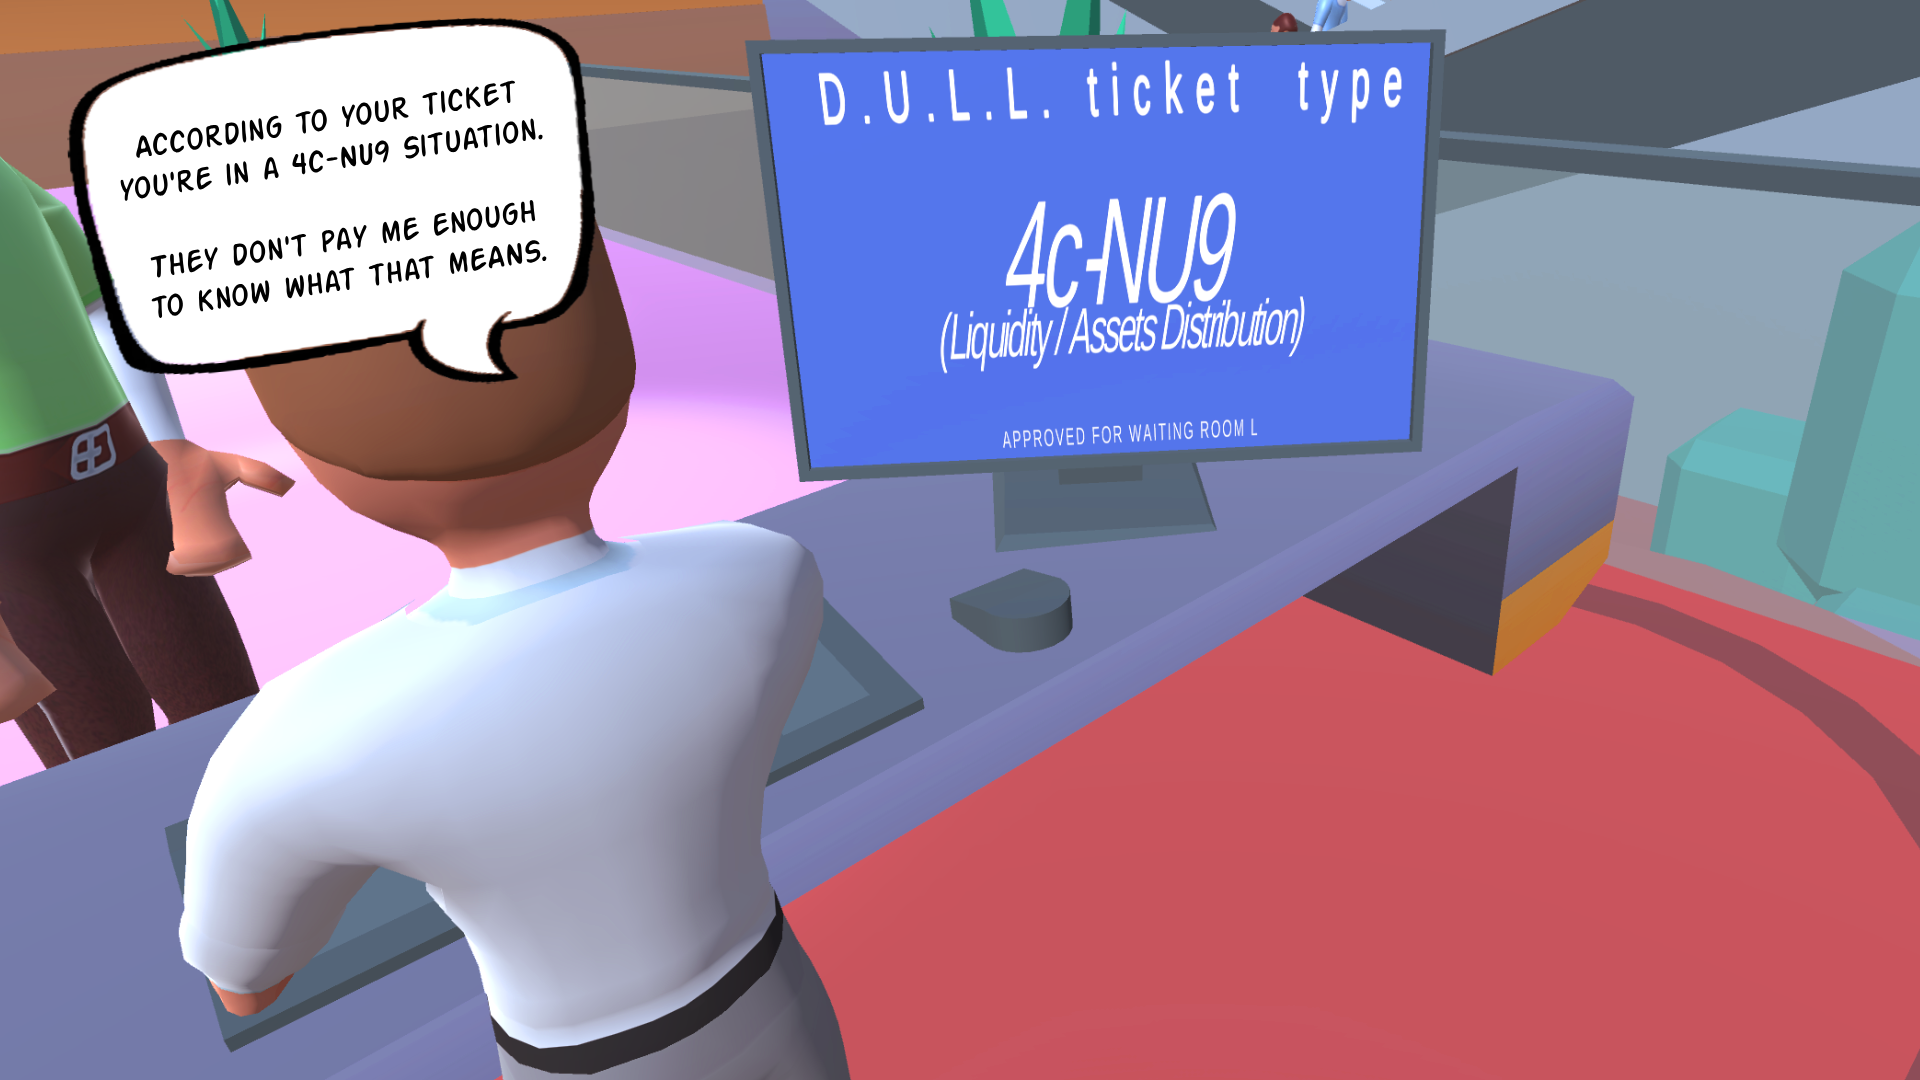 ACCORDING TO YOUR TICKET
YOU'RE IN A 4C-NU9 SITUATION.
THEY DON'T PAY ME ENOUGH
TO KNOW WHAT THAT MEANS.
D.U.L.L. ticket type
4c-NU9
(Liquidity / Assets Distribution)
APPROVED FOR WAITING ROOM L